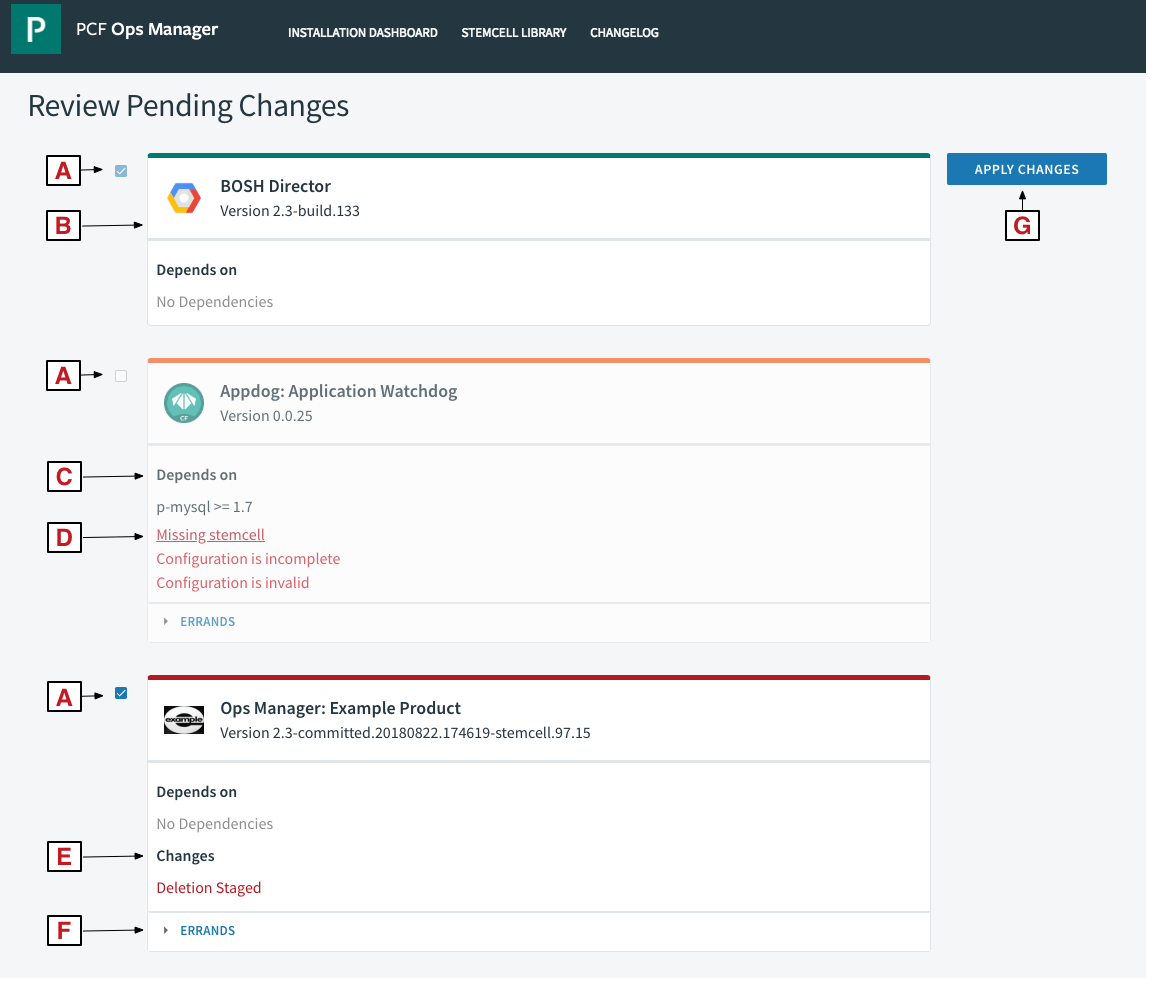 P PCF Ops Manager INSTALLATION DASHBOARD STEMCELL LIBRARY CHANGELOG
Review Pending Changes
A
BOSH Director
Version 2.3-build.133
APPLY CHANGES
B
G
Depends on
No Dependencies
A
Appdog: Application Watchdog
CF
Version 0.0.25
C
Depends on
p-mysql >= 1.7
D
Missing stemcell
Configuration is incomplete
Configuration is invalid
ERRANDS
A
Ops Manager: Example Product
example
Version 2.3-committed.20180822.174619-stemcell.97.15
Depends on
No Dependencies
E
Changes
Deletion Staged
F
ERRANDS